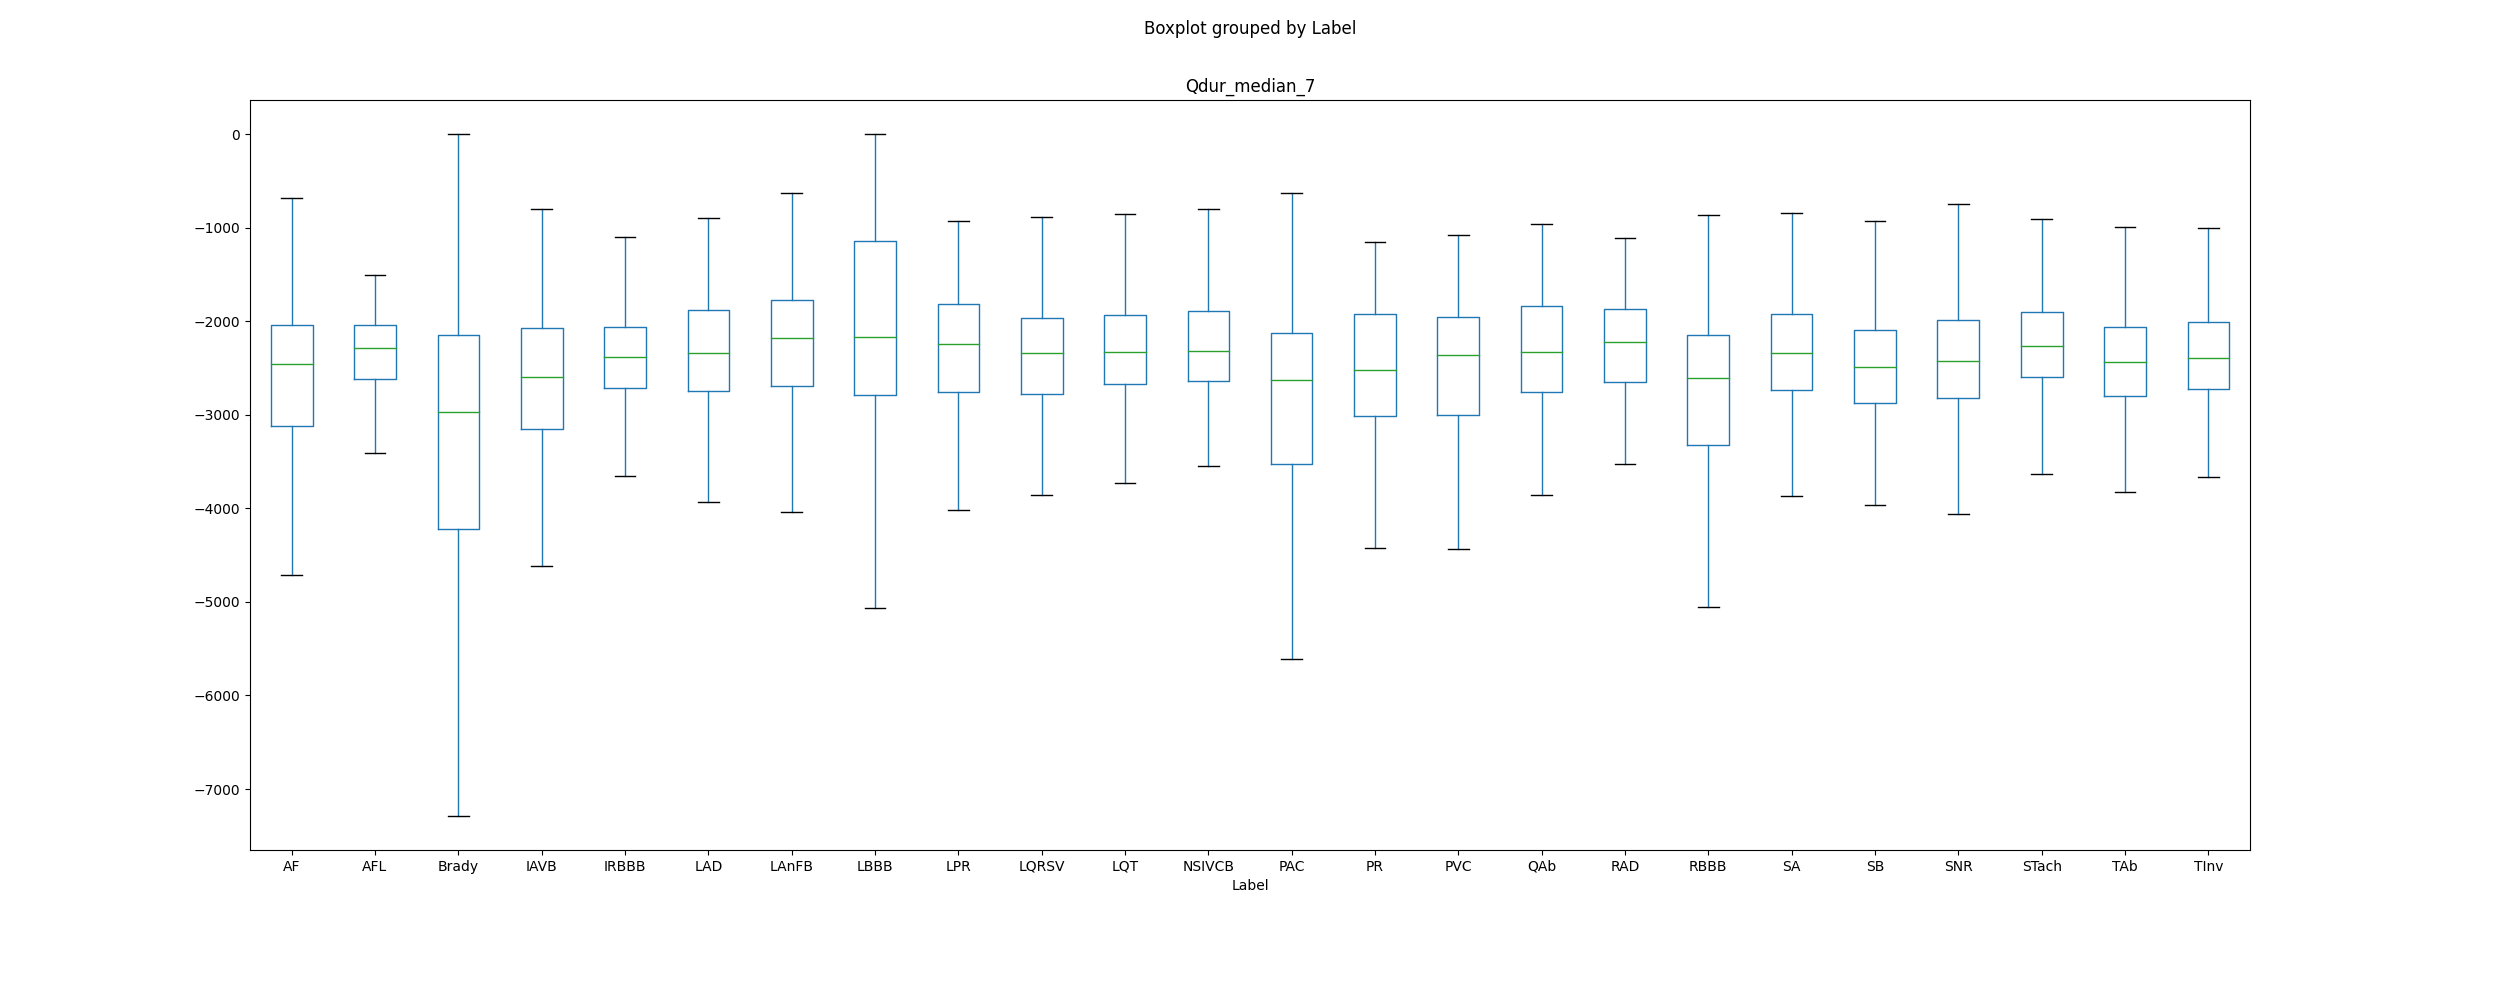 Boxplot grouped by Label
Qdur_median_7
0
−1000
−2000
−3000
−4000
−5000
−6000
−7000
AF AFL Brady IAVB IRBBB LAD LAnFB LBBB LPR LQRSV LQT NSIVCB PAC PR PVC QAb RAD RBBB SA SB SNR STach TAb TInv
Label